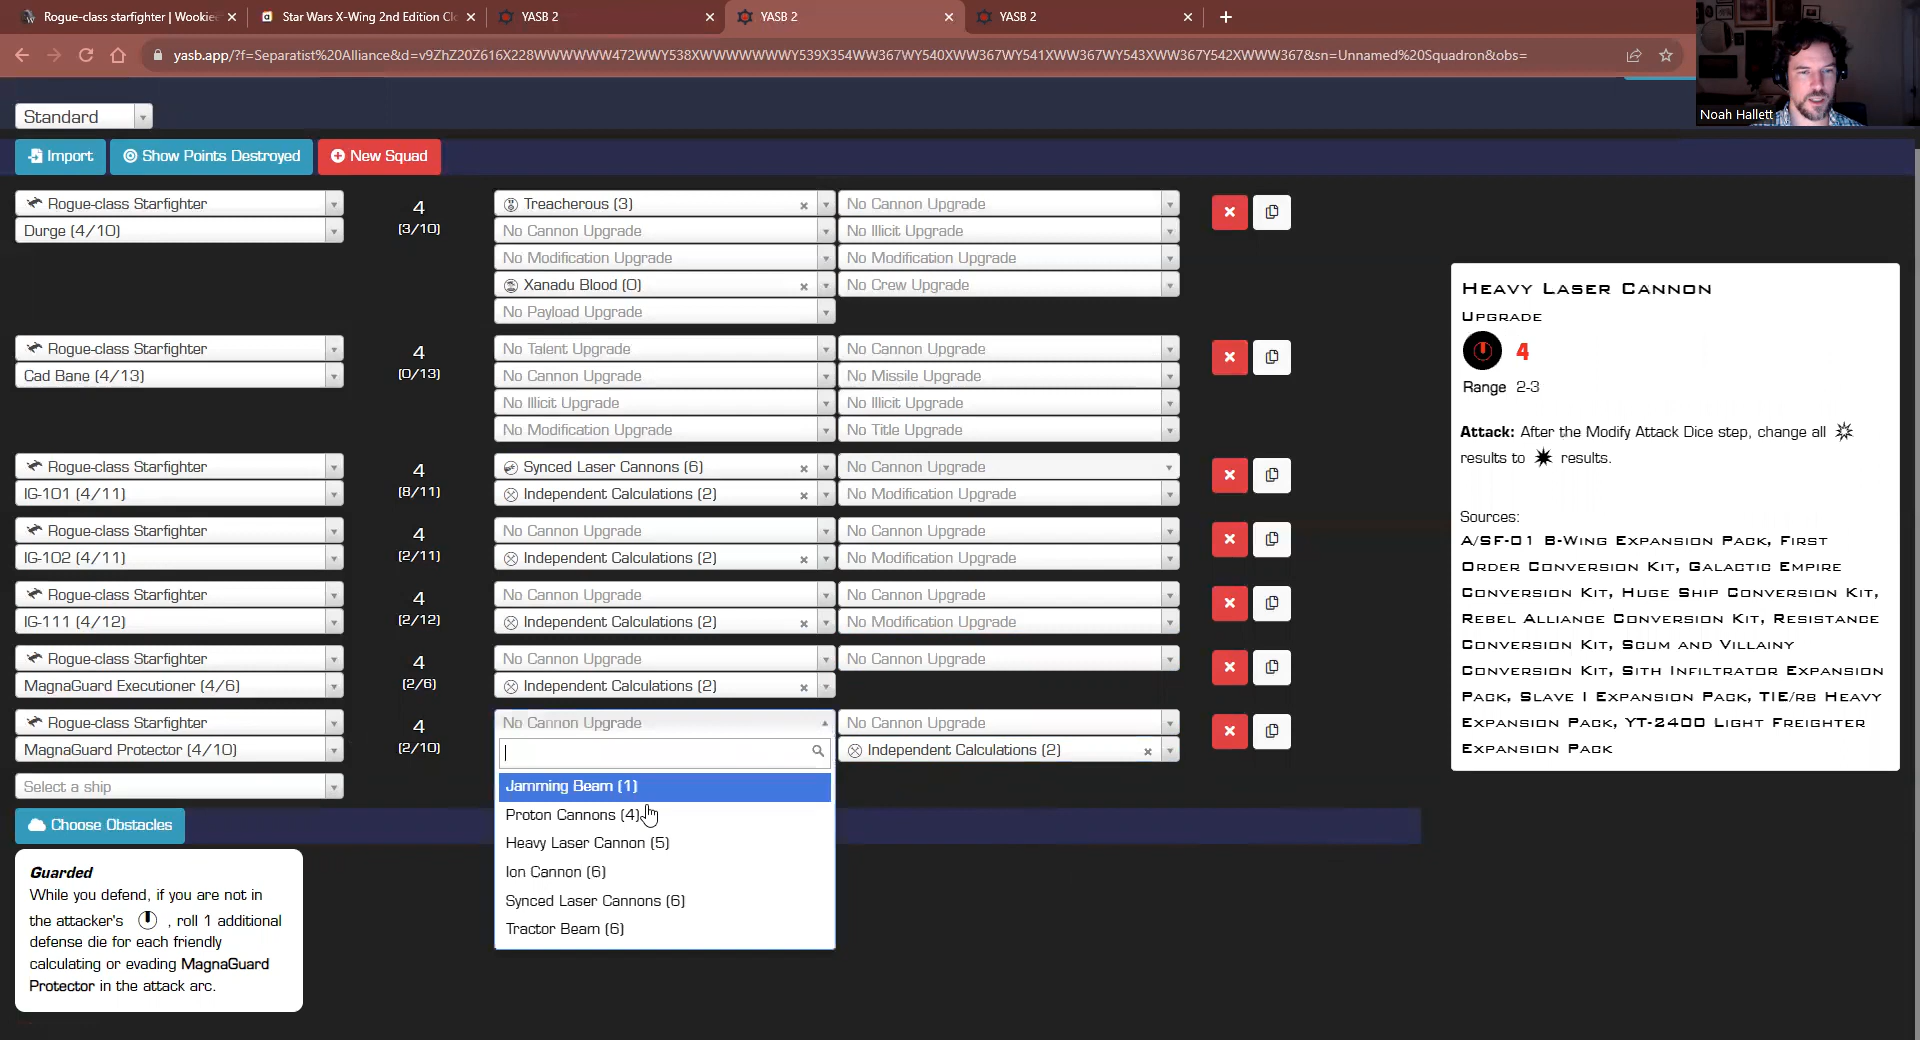 Rogue-class starfighter | Wookie
Star Wars X-Wing 2nd Edition Cl
YASB 2
YASB 2
YASB 2
yasb.app/?f=Separatist%20Alliance&d=v9ZhZ20Z616X228WWWWWW472WWY538XWWWWWWWY539X354WW367WY540XWW367WY541XWW367WY543XWW367Y542XWWW367&sn=Unnamed%20Squadron&obs=
Noah Hallett
Standard
Import
Show Points Destroyed
New Squad
Rogue-class Starfighter
Durge (4/10)
4
(3/10)
Treacherous (3)
No Cannon Upgrade
No Cannon Upgrade
No Illicit Upgrade
No Modification Upgrade
No Modification Upgrade
Xanadu Blood (0)
No Crew Upgrade
No Payload Upgrade
Rogue-class Starfighter
Cad Bane (4/13)
4
(0/13)
No Talent Upgrade
No Cannon Upgrade
No Cannon Upgrade
No Missile Upgrade
No Illicit Upgrade
No Illicit Upgrade
No Modification Upgrade
No Title Upgrade
Rogue-class Starfighter
IG-101 (4/11)
4
(8/11)
Synced Laser Cannons (6)
No Cannon Upgrade
Independent Calculations (2)
No Modification Upgrade
Rogue-class Starfighter
IG-102 (4/11)
4
(2/11)
No Cannon Upgrade
No Cannon Upgrade
Independent Calculations (2)
No Modification Upgrade
Rogue-class Starfighter
IG-111 (4/12)
4
(2/12)
No Cannon Upgrade
No Cannon Upgrade
Independent Calculations (2)
No Modification Upgrade
Rogue-class Starfighter
MagnaGuard Executioner (4/6)
4
(2/6)
No Cannon Upgrade
No Cannon Upgrade
Independent Calculations (2)
Rogue-class Starfighter
MagnaGuard Protector (4/10)
4
(2/10)
No Cannon Upgrade
No Cannon Upgrade
Independent Calculations (2)
Jamming Beam (1)
Proton Cannons (4)
Heavy Laser Cannon (5)
Ion Cannon (6)
Synced Laser Cannons (6)
Tractor Beam (6)
Select a ship
Choose Obstacles
Guarded
While you defend, if you are not in
the attacker's , roll 1 additional
defense die for each friendly
calculating or evading MagnaGuard
Protector in the attack arc.
Heavy Laser Cannon
Upgrade
4
Range 2-3
Attack: After the Modify Attack Dice step, change all
results to results.
Sources:
A/SF-01 B-Wing Expansion Pack, First
Order Conversion Kit, Galactic Empire
Conversion Kit, Huge Ship Conversion Kit,
Rebel Alliance Conversion Kit, Resistance
Conversion Kit, Scum and Villainy
Conversion Kit, Sith Infiltrator Expansion
Pack, Slave I Expansion Pack, TIE/rb Heavy
Expansion Pack, YT-2400 Light Freighter
Expansion Pack